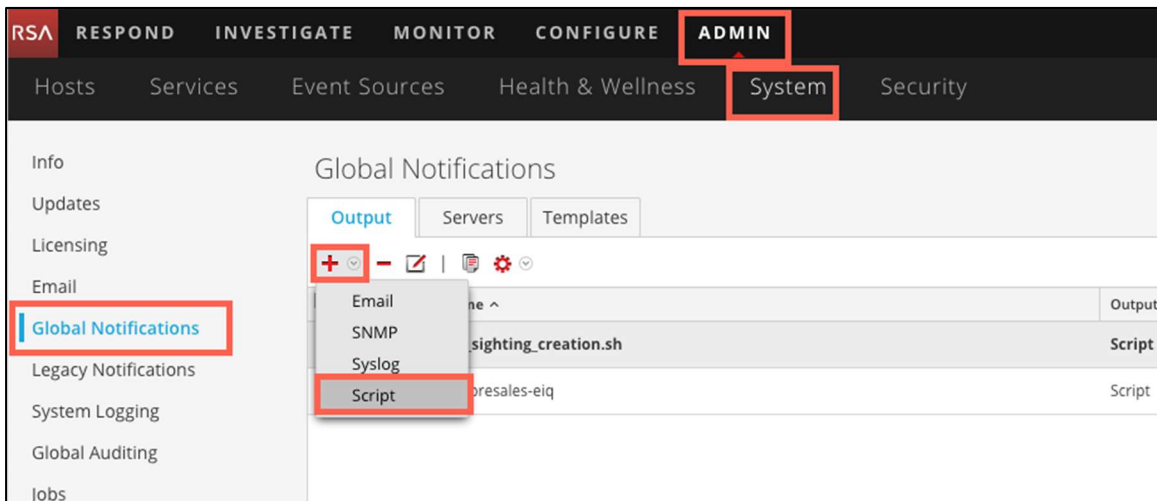 RSA RESPOND INVESTIGATE MONITOR CONFIGURE ADMIN
Hosts Services Event Sources Health & Wellness System Security
Info
Updates
Licensing
Email
Global Notifications
Legacy Notifications
System Logging
Global Auditing
Jobs
Global Notifications
Output Servers Templates
Email
SNMP
Syslog
Script
Output
sighting_creation.sh Script
presales-eiq Script